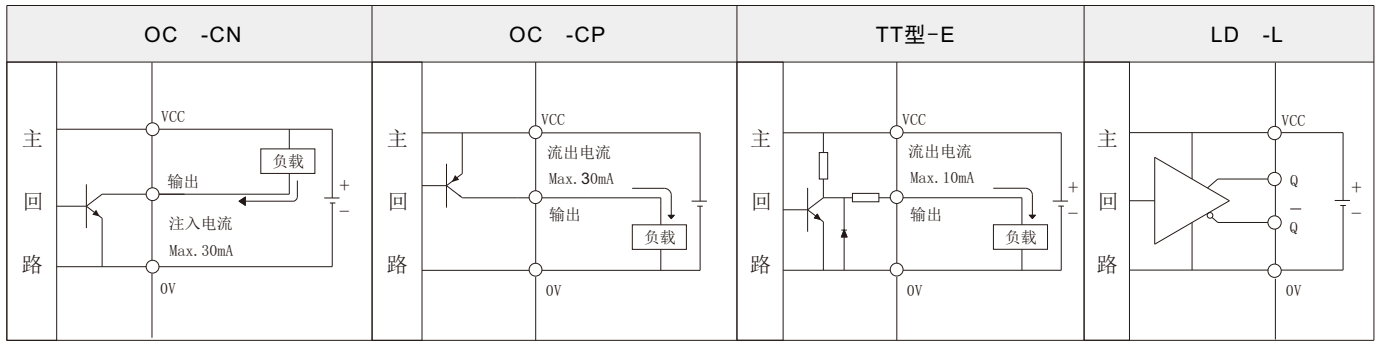 OC -CN
OC -CP
TT型-E
LD -L
主
回
路
VCC
负载
输出
注入电流
Max. 30mA
0V
+
−
主
回
路
VCC
流出电流
Max. 30mA
输出
负载
0V
主
回
路
VCC
流出电流
Max. 10mA
输出
负载
0V
+
−
主
回
路
VCC
Q
Q̅
0V
+
−